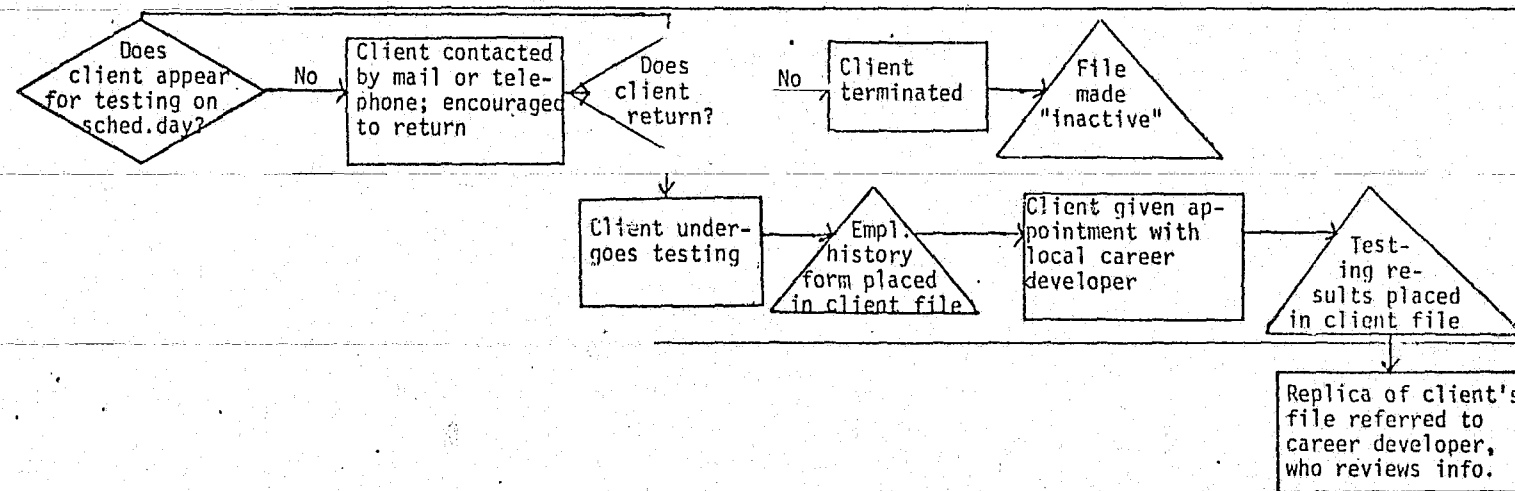 Does
client appear
for testing on
sched.day?
No
Client contacted
by mail or tele-
phone; encouraged
to return
Does
client
return?
No
Client
terminated
File
made
"inactive"
Client under-
goes testing
Empl.
history
form placed
in client file
Client given ap-
pointment with
local career
developer
Test-
ing re-
sults placed
in client file
Replica of client's
file referred to
career developer,
who reviews info.